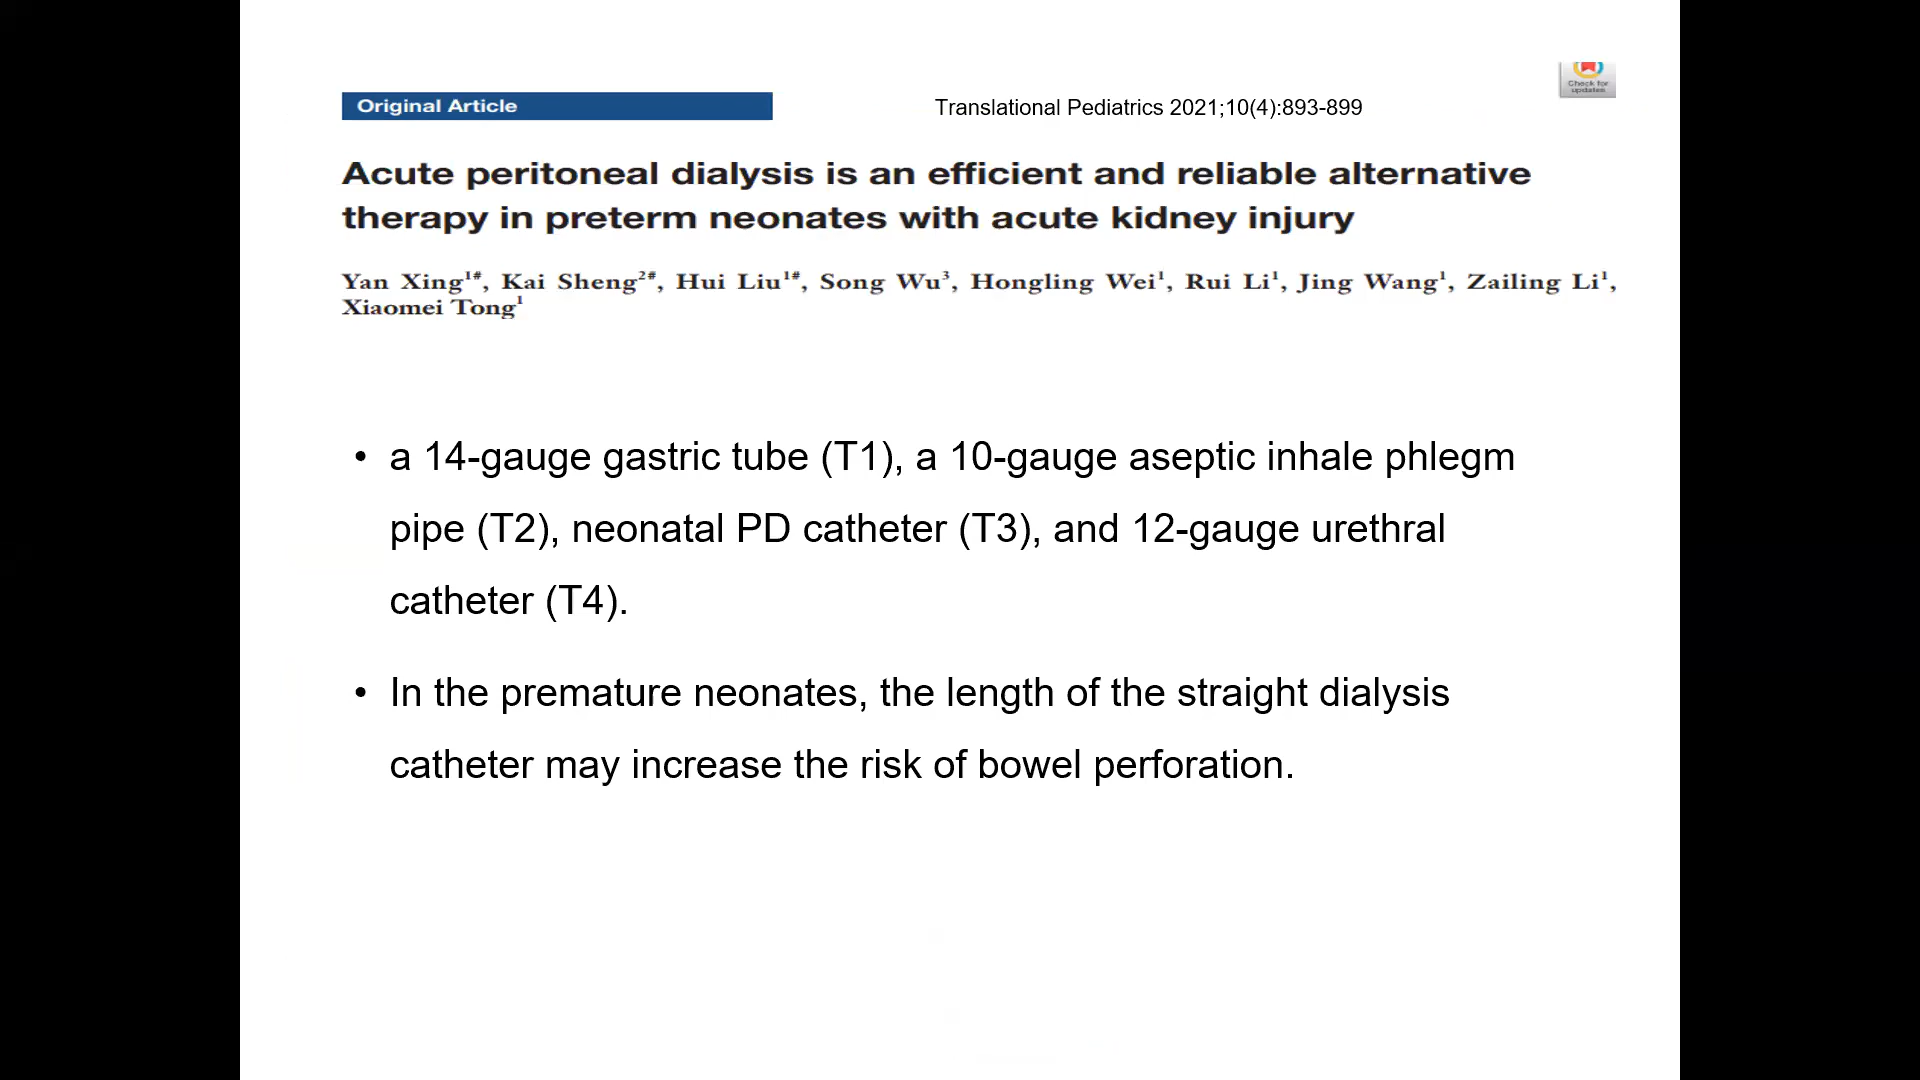 Check for
updates
Original Article
Translational Pediatrics 2021;10(4):893-899
Acute peritoneal dialysis is an efficient and reliable alternative
therapy in preterm neonates with acute kidney injury
Yan Xing1#, Kai Sheng2#, Hui Liu1#, Song Wu3, Hongling Wei1, Rui Li1, Jing Wang1, Zailing Li1,
Xiaomei Tong1
• a 14-gauge gastric tube (T1), a 10-gauge aseptic inhale phlegm
pipe (T2), neonatal PD catheter (T3), and 12-gauge urethral
catheter (T4).
• In the premature neonates, the length of the straight dialysis
catheter may increase the risk of bowel perforation.